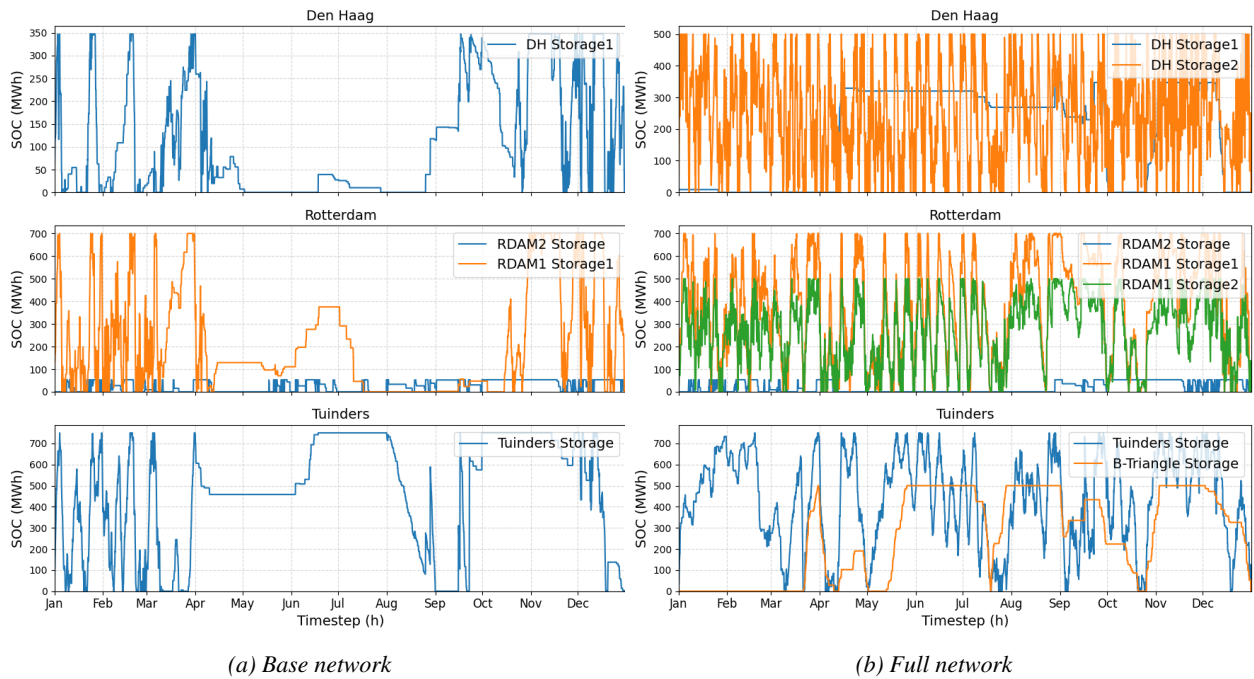 Den Haag
SOC (MWh)
350
300
250
200
150
100
50
0
DH Storage1
Rotterdam
SOC (MWh)
700
600
500
400
300
200
100
0
RDAM2 Storage
RDAM1 Storage1
Tuinders
SOC (MWh)
700
600
500
400
300
200
100
0
Tuinders Storage
Jan Feb Mar Apr May Jun Jul Aug Sep Oct Nov Dec
Timestep (h)
(a) Base network
Den Haag
SOC (MWh)
500
400
300
200
100
0
DH Storage1
DH Storage2
Rotterdam
SOC (MWh)
700
600
500
400
300
200
100
0
RDAM2 Storage
RDAM1 Storage1
RDAM1 Storage2
Tuinders
SOC (MWh)
700
600
500
400
300
200
100
0
Tuinders Storage
B-Triangle Storage
Jan Feb Mar Apr May Jun Jul Aug Sep Oct Nov Dec
Timestep (h)
(b) Full network